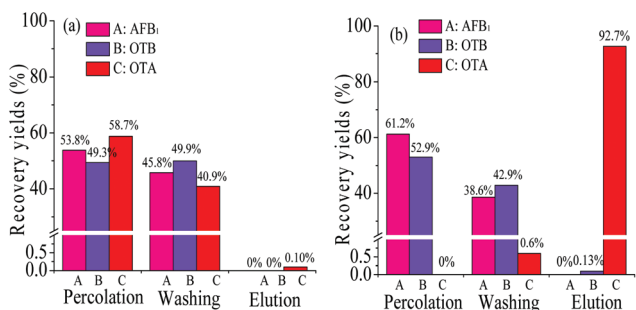 (a)
A: AFB1
B: OTB
C: OTA
Recovery yields (%)
100
80
60
40
0.5
0.0
53.8%
49.3%
58.7%
45.8%
49.9%
40.9%
0% 0% 0.10%
A B C A B C A B C
Percolation Washing Elution
(b)
A: AFB1
B: OTB
C: OTA
Recovery yields (%)
100
80
60
40
0.5
0.0
61.2%
52.9%
0%
38.6%
42.9%
0.6%
0% 0.13%
92.7%
A B C A B C A B C
Percolation Washing Elution